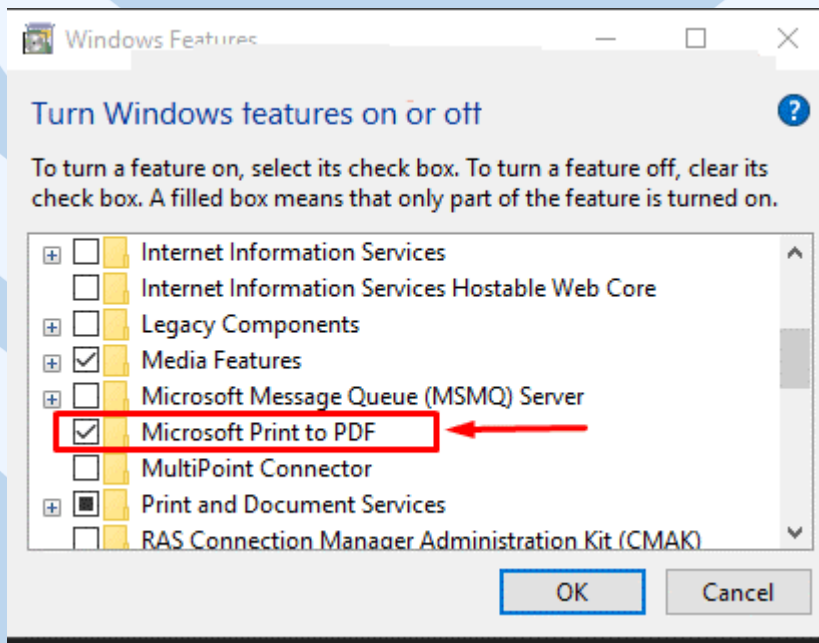 Windows Features
Turn Windows features on or off
?
To turn a feature on, select its check box. To turn a feature off, clear its
check box. A filled box means that only part of the feature is turned on.
Internet Information Services
Internet Information Services Hostable Web Core
Legacy Components
Media Features
Microsoft Message Queue (MSMQ) Server
Microsoft Print to PDF
MultiPoint Connector
Print and Document Services
RAS Connection Manager Administration Kit (CMAK)
OK
Cancel